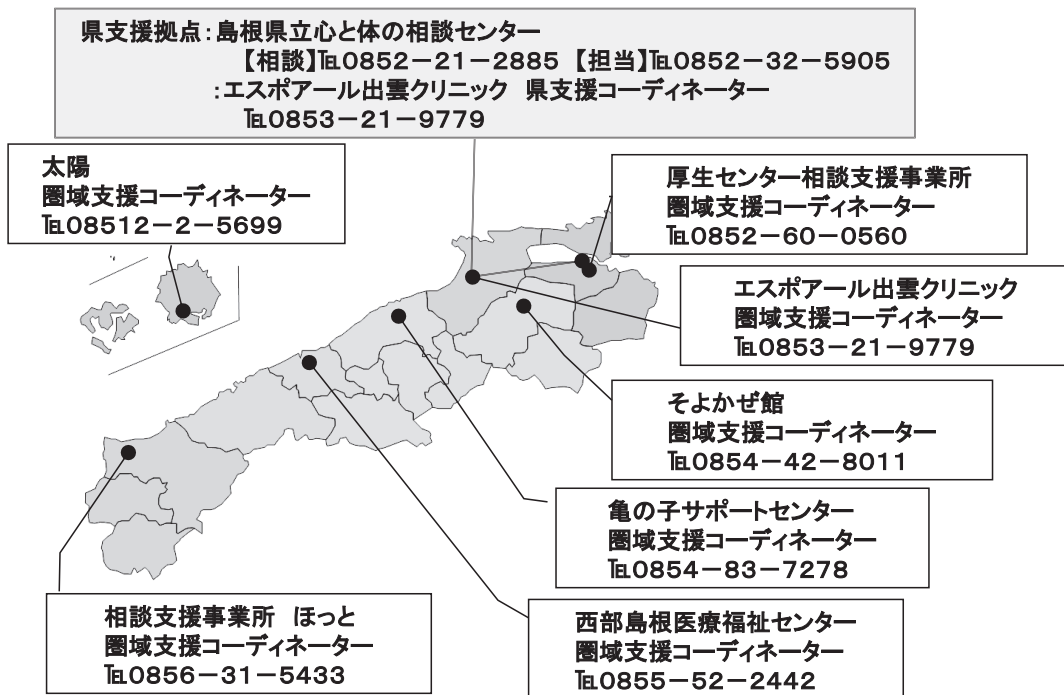 県支援拠点：島根県立心と体の相談センター
【相談】℡0852－21－2885 【担当】℡0852－32－5905
：エスポアール出雲クリニック　県支援コーディネーター
℡0853－21－9779
太陽
圏域支援コーディネーター
℡08512－2－5699
厚生センター相談支援事業所
圏域支援コーディネーター
℡0852－60－0560
エスポアール出雲クリニック
圏域支援コーディネーター
℡0853－21－9779
そよかぜ館
圏域支援コーディネーター
℡0854－42－8011
亀の子サポートセンター
圏域支援コーディネーター
℡0854－83－7278
西部島根医療福祉センター
圏域支援コーディネーター
℡0855－52－2442
相談支援事業所　ほっと
圏域支援コーディネーター
℡0856－31－5433